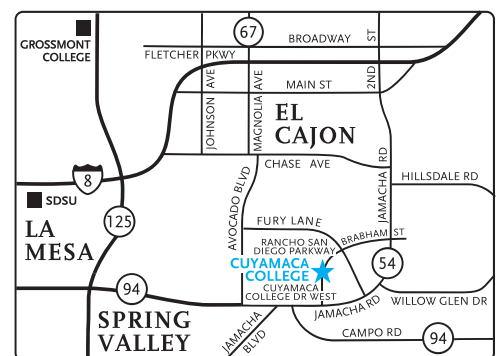 GROSSMONT
COLLEGE
67
BROADWAY
2ND ST
FLETCHER PKWY
JOHNSON AVE
MAGNOLIA AVE
MAIN ST
EL
CAJON
CHASE AVE
JAMACHA RD
HILLSDALE RD
8
SDSU
LA
MESA
125
AVOCADO BLVD
FURY LANE
RANCHO SAN
DIEGO PARKWAY
BRABHAM ST
CUYAMACA
COLLEGE
54
CUYAMACA
COLLEGE DR WEST
94
JAMACHA RD
WILLOW GLEN DR
SPRING
VALLEY
JAMACHA
BLVD
CAMPO RD
94